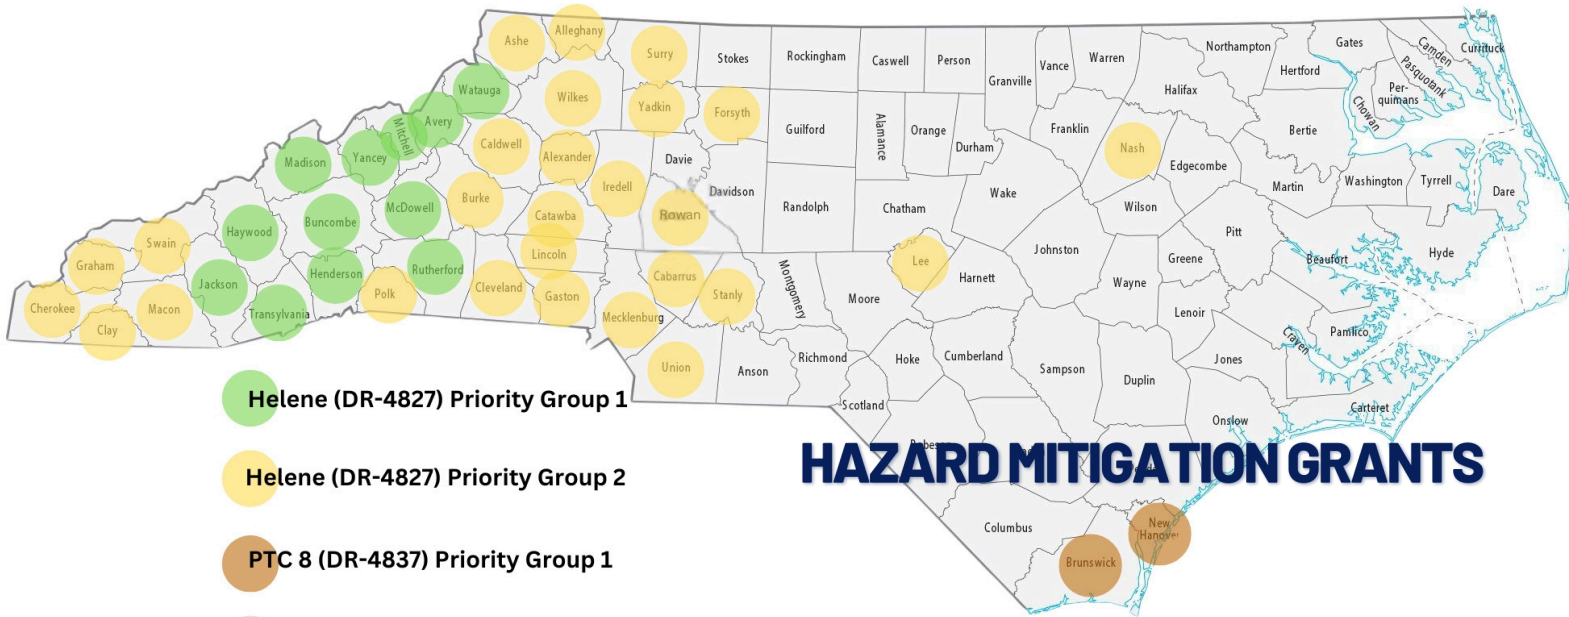 Ashe
Alleghany
Surry
Stokes
Rockingham
Caswell
Person
Granville
Vance
Warren
Northampton
Hertford
Gates
Camden
Currituck
Pasquotank
Per-
quimans
Chowan
Watauga
Wilkes
Yadkin
Forsyth
Guilford
Alamance
Orange
Durham
Franklin
Halifax
Bertie
Mitchell
Avery
Caldwell
Alexander
Davie
Nash
Edgecombe
Martin
Washington
Tyrrell
Dare
Madison
Yancey
Burke
Iredell
Davidson
Randolph
Chatham
Wake
Wilson
Haywood
Buncombe
McDowell
Catawba
Rowan
Johnston
Greene
Pitt
Beaufort
Hyde
Swain
Graham
Jackson
Henderson
Rutherford
Lincoln
Cabarrus
Stanly
Montgomery
Moore
Lee
Harnett
Wayne
Lenoir
Craven
Pamlico
Cherokee
Clay
Macon
Transylvania
Polk
Cleveland
Gaston
Mecklenburg
Union
Anson
Richmond
Hoke
Cumberland
Sampson
Duplin
Jones
Scotland
Onslow
Carteret
Helene (DR-4827) Priority Group 1
HAZARD MITIGATION GRANTS
Helene (DR-4827) Priority Group 2
Columbus
New
Hanover
Brunswick
PTC 8 (DR-4837) Priority Group 1